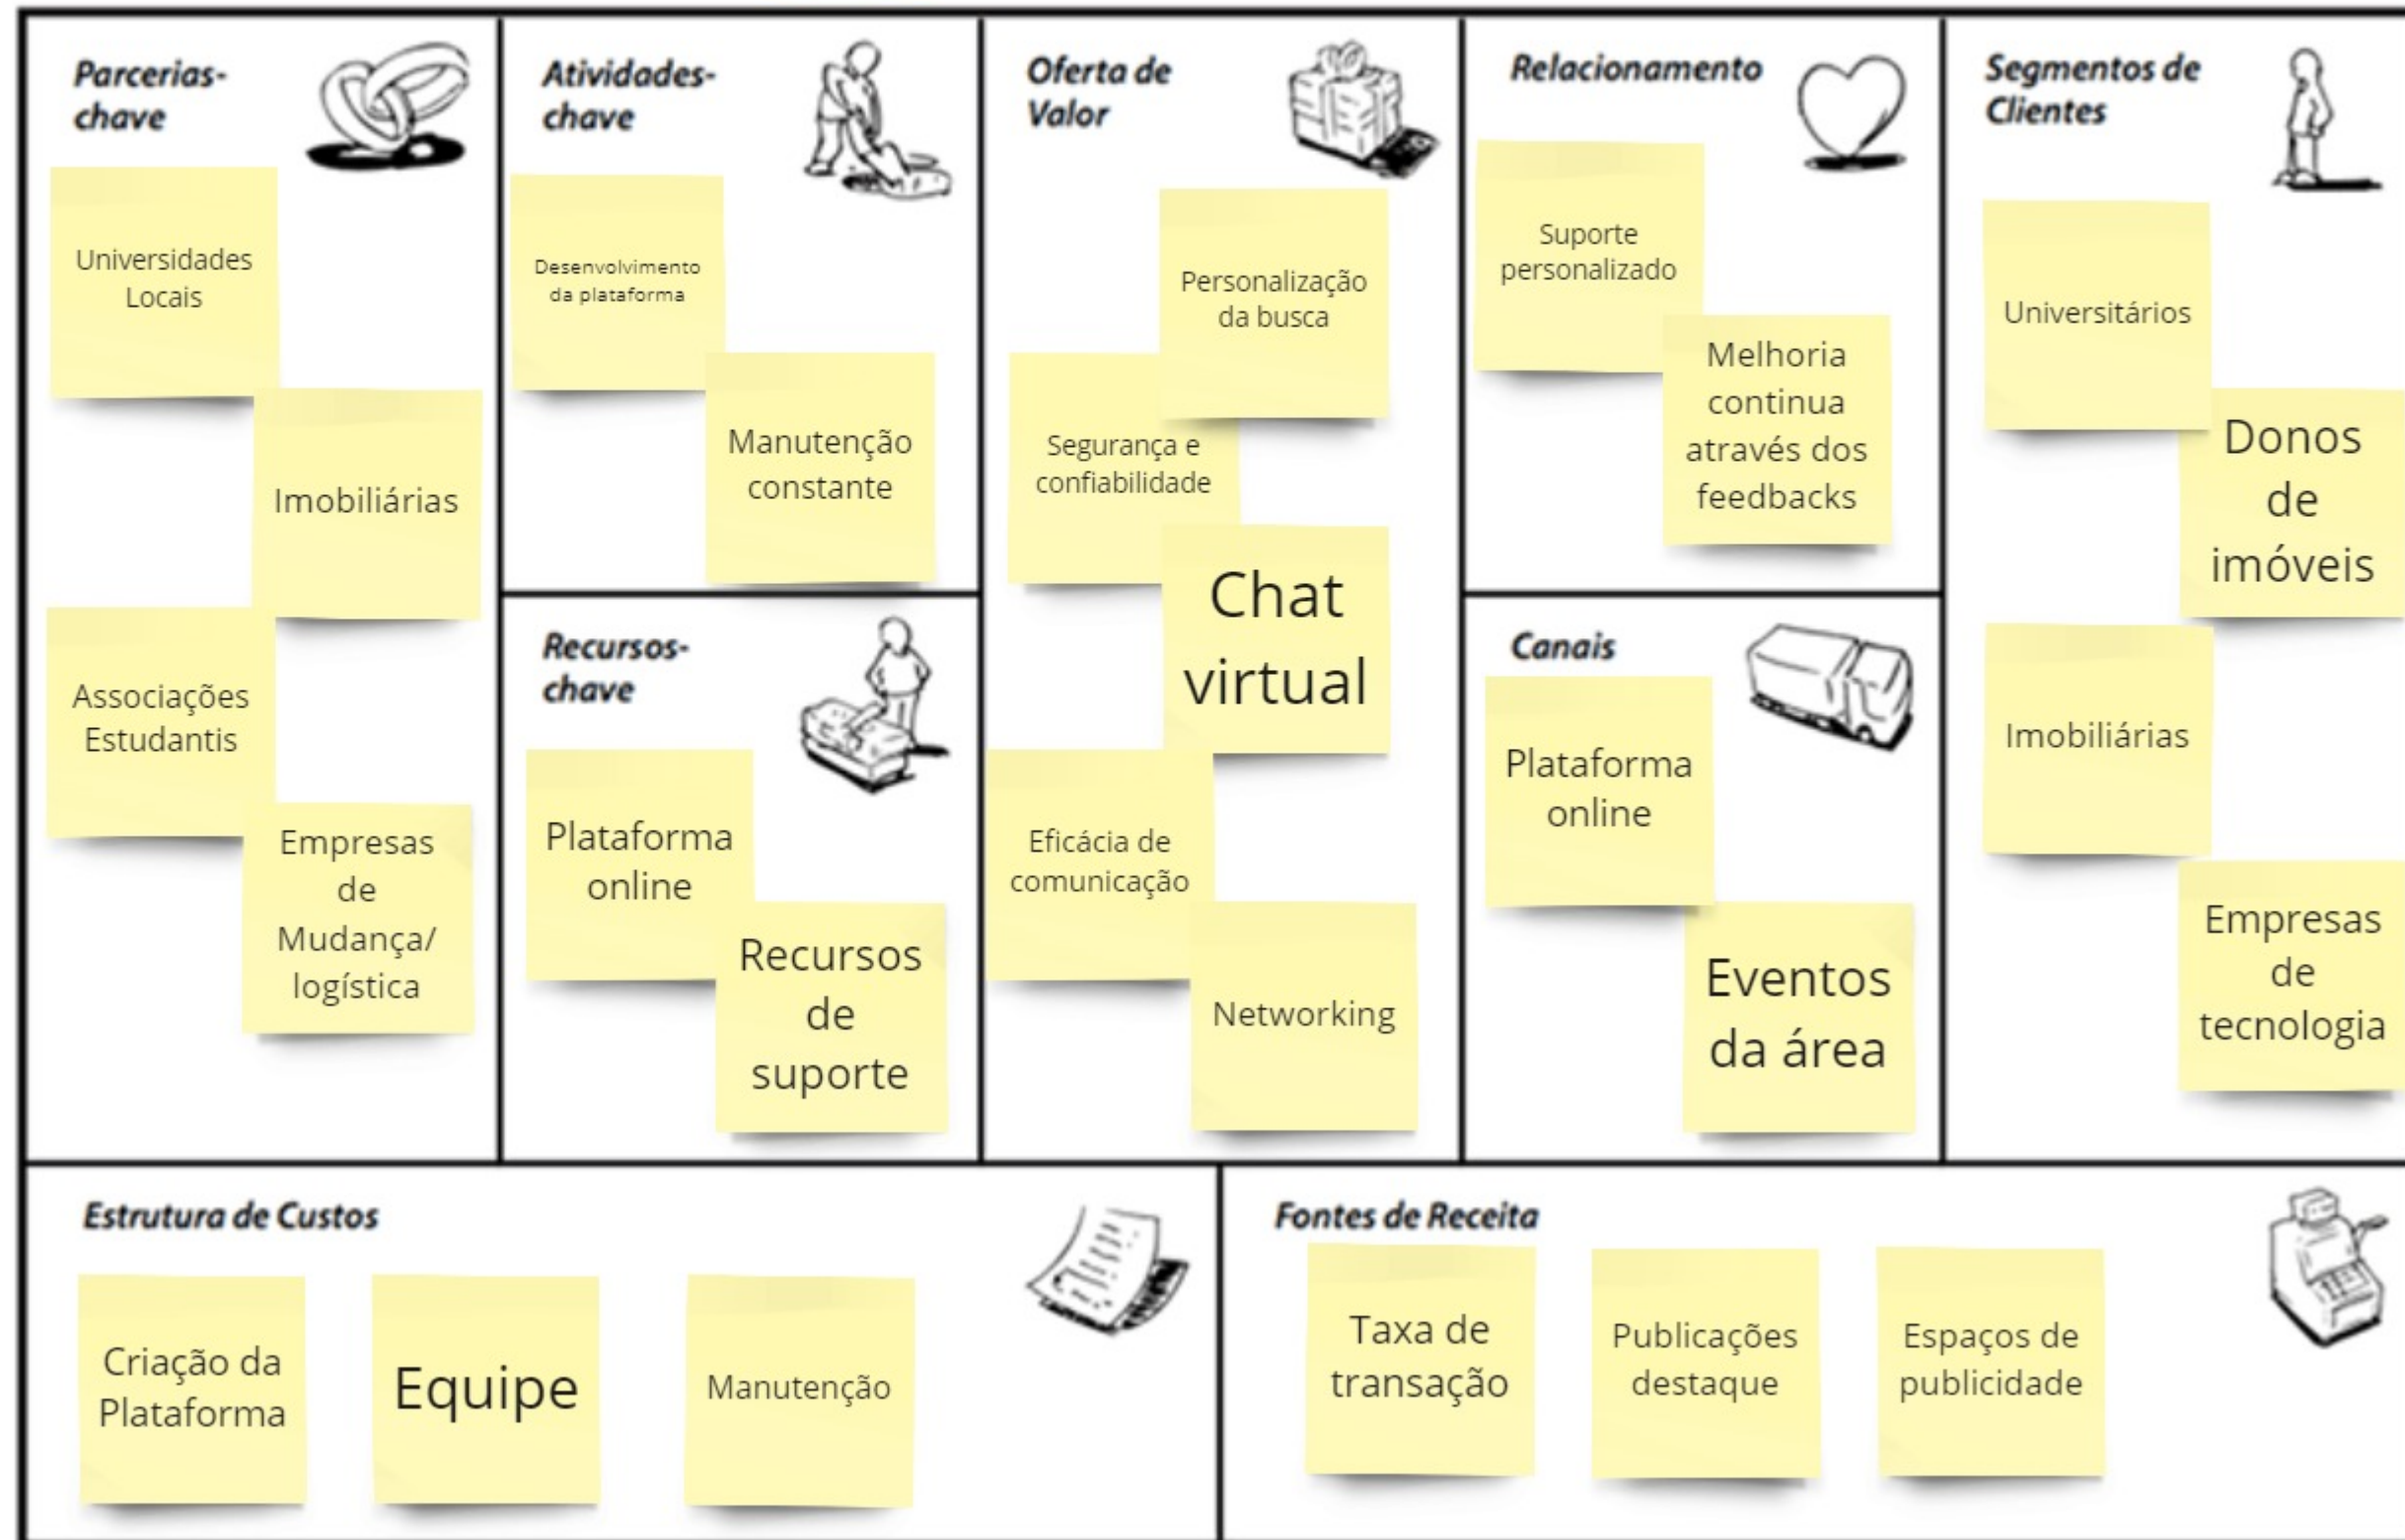 Parcerias-
chave
Universidades
Locais
Imobiliárias
Associações
Estudantis
Empresas
de
Mudança/
logística
Atividades-
chave
Desenvolvimento
da plataforma
Manutenção
constante
Recursos-
chave
Plataforma
online
Recursos
de
suporte
Oferta de
Valor
Personalização
da busca
Segurança e
confiabilidade
Chat
virtual
Eficácia de
comunicação
Networking
Relacionamento
Suporte
personalizado
Melhoria
continua
através dos
feedbacks
Canais
Plataforma
online
Eventos
da área
Segmentos de
Clientes
Universitários
Donos
de
imóveis
Imobiliárias
Empresas
de
tecnologia
Estrutura de Custos
Criação da
Plataforma
Equipe
Manutenção
Fontes de Receita
Taxa de
transação
Publicações
destaque
Espaços de
publicidade